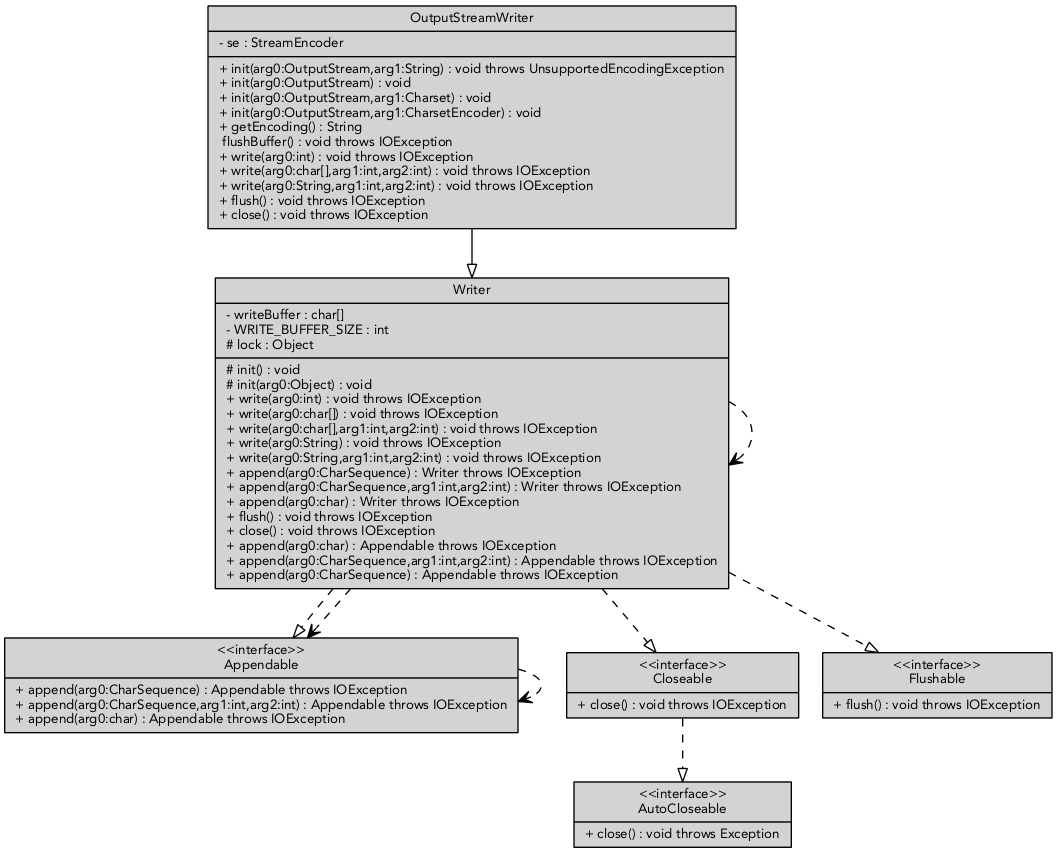 OutputStreamWriter
- se : StreamEncoder
+ init(arg0:OutputStream,arg1:String) : void throws UnsupportedEncodingException
+ init(arg0:OutputStream) : void
+ init(arg0:OutputStream,arg1:Charset) : void
+ init(arg0:OutputStream,arg1:CharsetEncoder) : void
+ getEncoding() : String
flushBuffer() : void throws IOException
+ write(arg0:int) : void throws IOException
+ write(arg0:char[],arg1:int,arg2:int) : void throws IOException
+ write(arg0:String,arg1:int,arg2:int) : void throws IOException
+ flush() : void throws IOException
+ close() : void throws IOException
Writer
- writeBuffer : char[]
- WRITE_BUFFER_SIZE : int
# lock : Object
# init() : void
# init(arg0:Object) : void
+ write(arg0:int) : void throws IOException
+ write(arg0:char[]) : void throws IOException
+ write(arg0:char[],arg1:int,arg2:int) : void throws IOException
+ write(arg0:String) : void throws IOException
+ write(arg0:String,arg1:int,arg2:int) : void throws IOException
+ append(arg0:CharSequence) : Writer throws IOException
+ append(arg0:CharSequence,arg1:int,arg2:int) : Writer throws IOException
+ append(arg0:char) : Writer throws IOException
+ flush() : void throws IOException
+ close() : void throws IOException
+ append(arg0:char) : Appendable throws IOException
+ append(arg0:CharSequence,arg1:int,arg2:int) : Appendable throws IOException
+ append(arg0:CharSequence) : Appendable throws IOException
<<interface>>
Appendable
+ append(arg0:CharSequence) : Appendable throws IOException
+ append(arg0:CharSequence,arg1:int,arg2:int) : Appendable throws IOException
+ append(arg0:char) : Appendable throws IOException
<<interface>>
Closeable
+ close() : void throws IOException
<<interface>>
Flushable
+ flush() : void throws IOException
<<interface>>
AutoCloseable
+ close() : void throws Exception